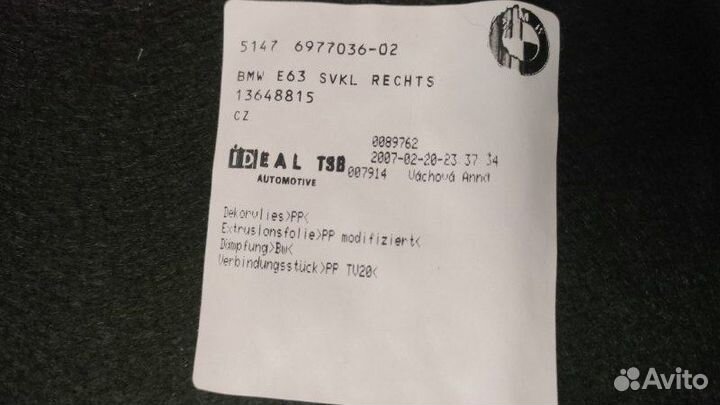 5147 6977036-02
BMW E63 SVKL RECHTS
13648815
CZ
0089762
IDEAL TSB 2007-02-20-23 37 34
AUTOMOTIVE 007914 Váchová Anna
Dekorvlies>PP<
Extrusionsfolie>PP modifiziert<
Dämpfung>BW<
Verbindungsstück>PP TV20<
Avito